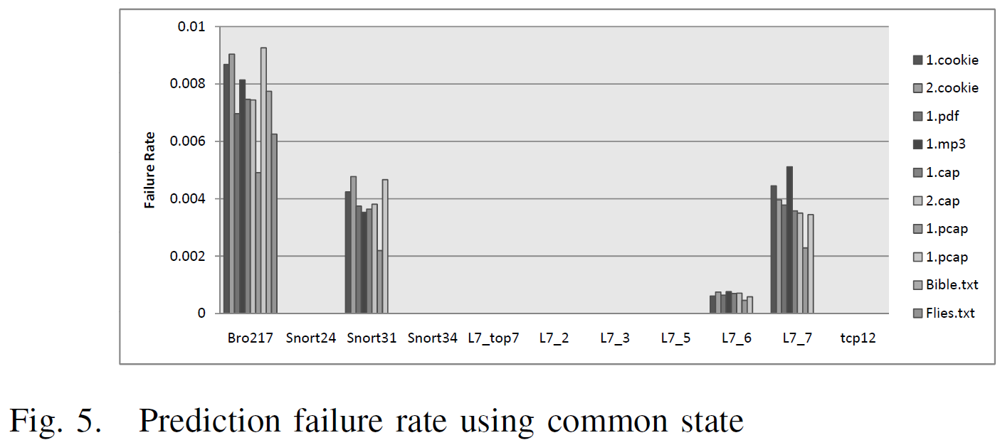 0.01
0.008
0.006
0.004
0.002
0
Failure Rate
Bro217 Snort24 Snort31 Snort34 L7_top7 L7_2 L7_3 L7_5 L7_6 L7_7 tcp12
1.cookie
2.cookie
1.pdf
1.mp3
1.cap
2.cap
1.pcap
1.pcap
Bible.txt
Flies.txt
Fig. 5. Prediction failure rate using common state